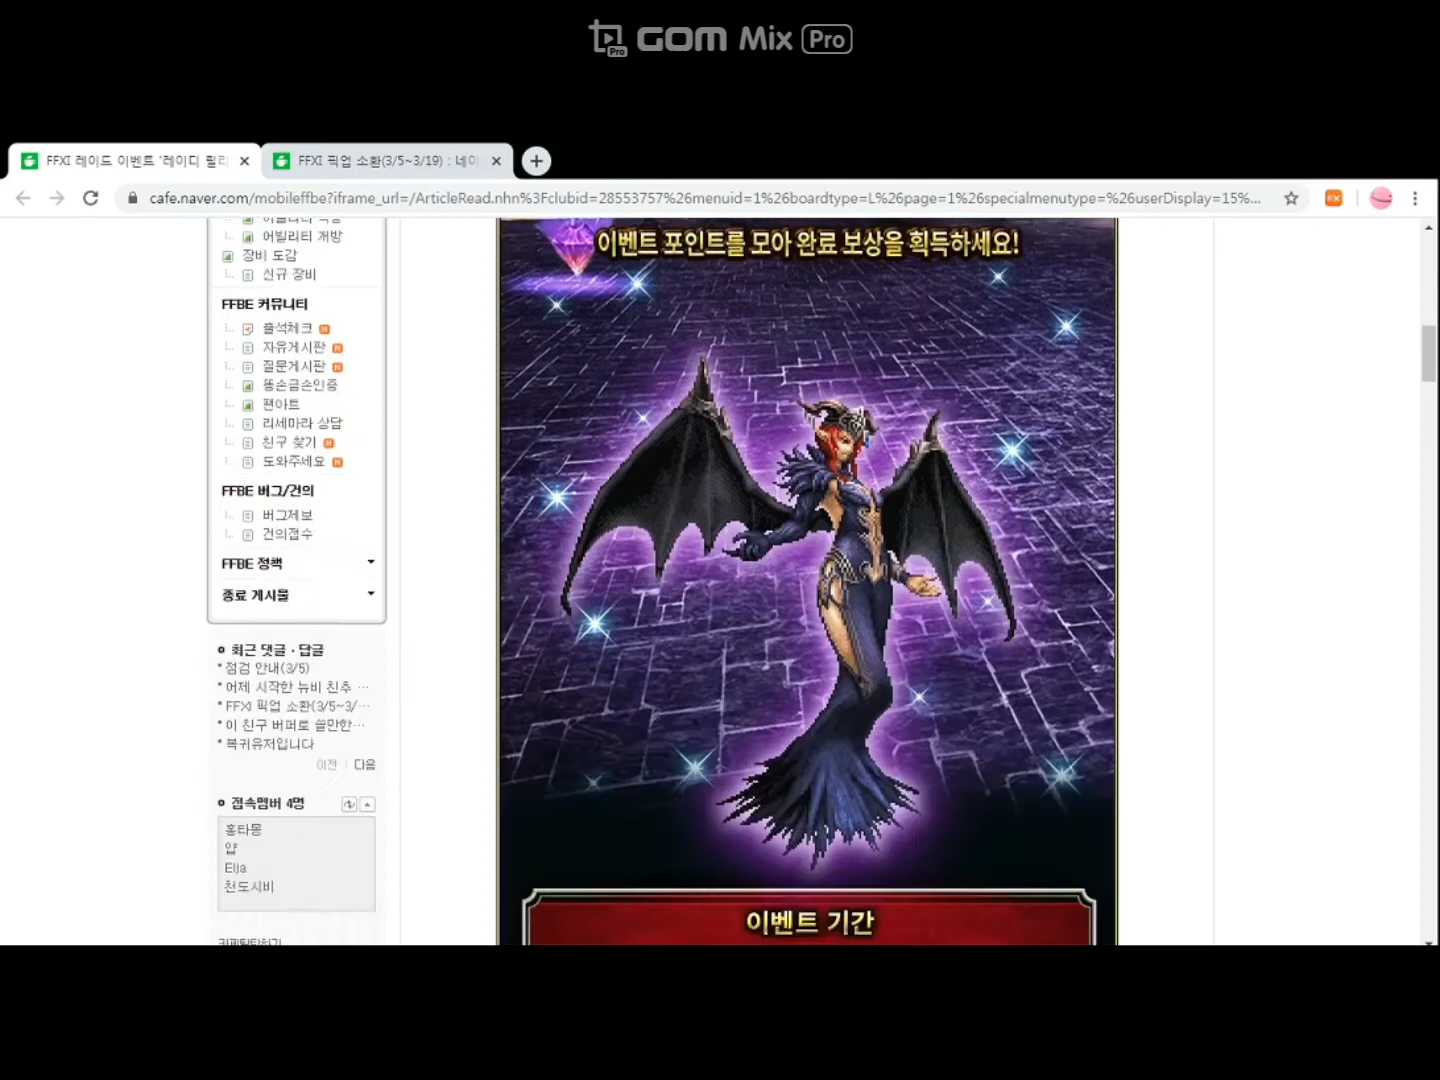 GOM Mix Pro
FFXI 레이드 이벤트 '레이디 릴리
FFXI 픽업 소환(3/5~3/19) : 네이
cafe.naver.com/mobileffbe?iframe_url=/ArticleRead.nhn%3Fclubid=28553757%26menuid=1%26boardtype=L%26page=1%26specialmenutype=%26userDisplay=15%...
어빌리티 개방
장비 도감
신규 장비
FFBE 커뮤니티
출석체크
자유게시판
질문게시판
똥손금손인증
팬아트
리세마라 상담
친구 찾기
도와주세요
FFBE 버그/건의
버그제보
건의접수
FFBE 정책
종료 게시물
최근 댓글 · 답글
* 점검 안내(3/5)
* 어제 시작한 뉴비 친추 ...
* FFXI 픽업 소환(3/5~3/...
* 이 친구 버퍼로 쓸만한...
* 복귀유저입니다
이전 | 다음
접속멤버 4명
홍타몽
얍
Elja
천도시비
이벤트 포인트를 모아 완료 보상을 획득하세요!
이벤트 기간